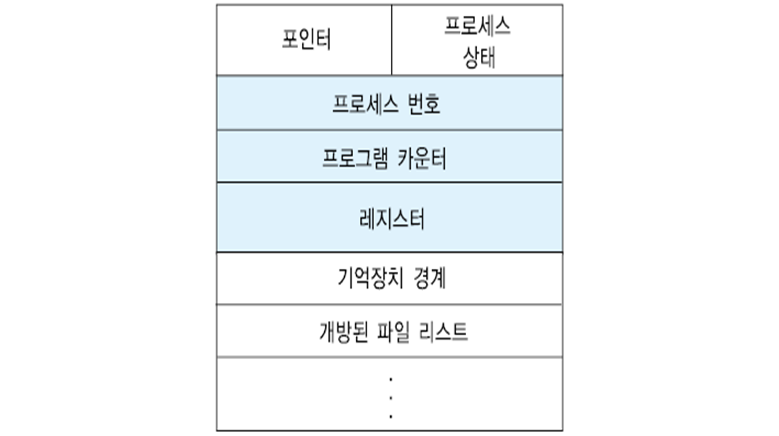 포인터
프로세스
상태
프로세스 번호
프로그램 카운터
레지스터
기억장치 경계
개방된 파일 리스트
.
.
.